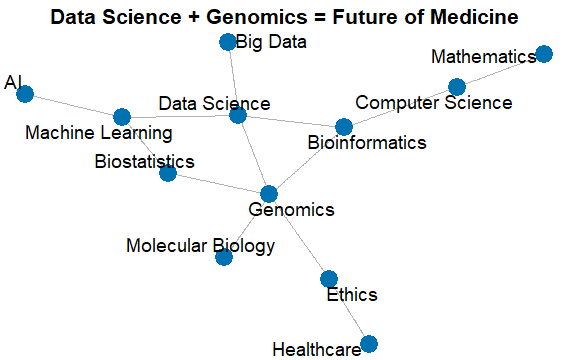 Data Science + Genomics = Future of Medicine
Big Data
Mathematics
AI
Data Science
Computer Science
Machine Learning
Bioinformatics
Biostatistics
Genomics
Molecular Biology
Ethics
Healthcare